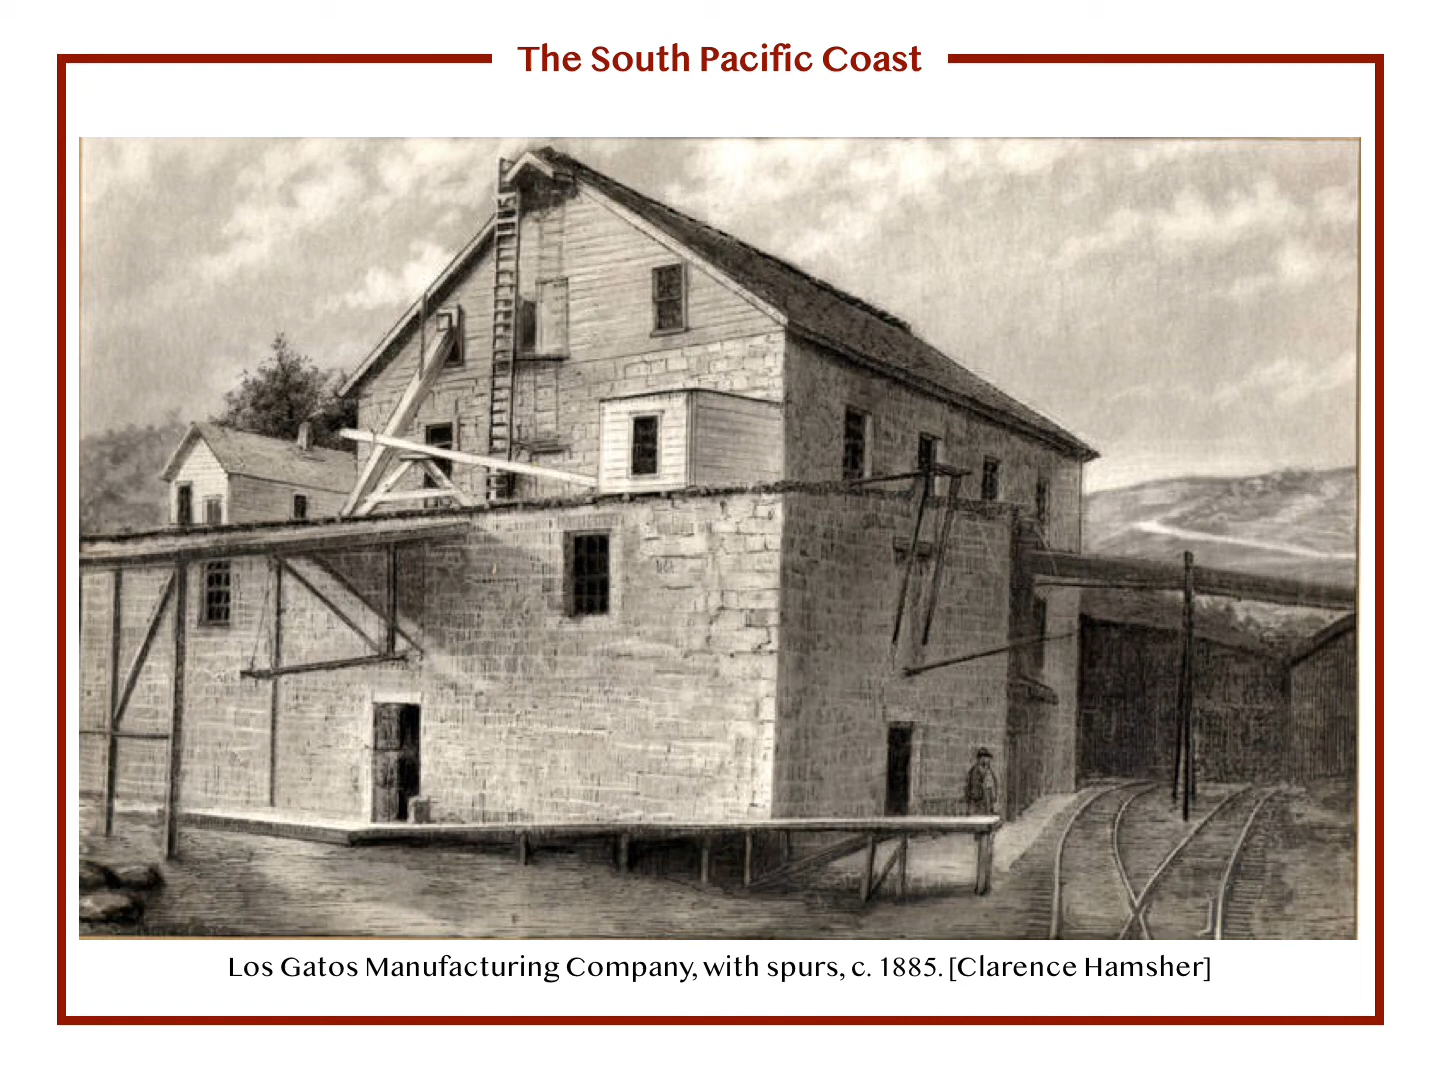 The South Pacific Coast
Los Gatos Manufacturing Company, with spurs, c. 1885. [Clarence Hamsher]